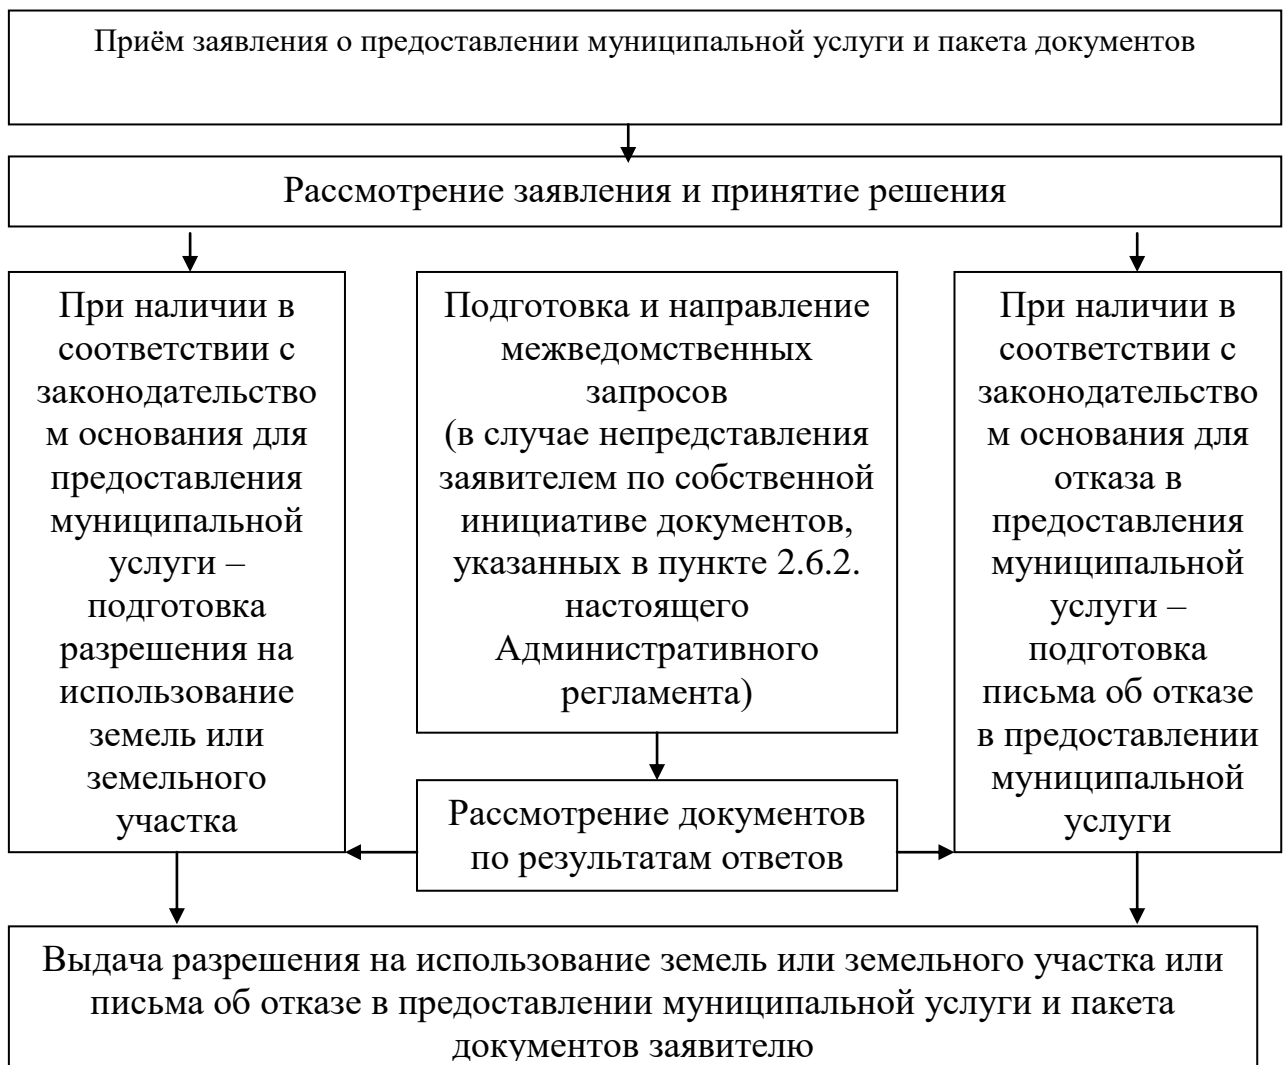 Приём заявления о предоставлении муниципальной услуги и пакета документов
Рассмотрение заявления и принятие решения
При наличии в
соответствии с
законодательство
м основания для
предоставления
муниципальной
услуги –
подготовка
разрешения на
использование
земель или
земельного
участка
Подготовка и направление
межведомственных
запросов
(в случае непредставления
заявителем по собственной
инициативе документов,
указанных в пункте 2.6.2.
настоящего
Административного
регламента)
Рассмотрение документов
по результатам ответов
При наличии в
соответствии с
законодательство
м основания для
отказа в
предоставления
муниципальной
услуги –
подготовка
письма об отказе
в предоставлении
муниципальной
услуги
Выдача разрешения на использование земель или земельного участка или
письма об отказе в предоставлении муниципальной услуги и пакета
документов заявителю